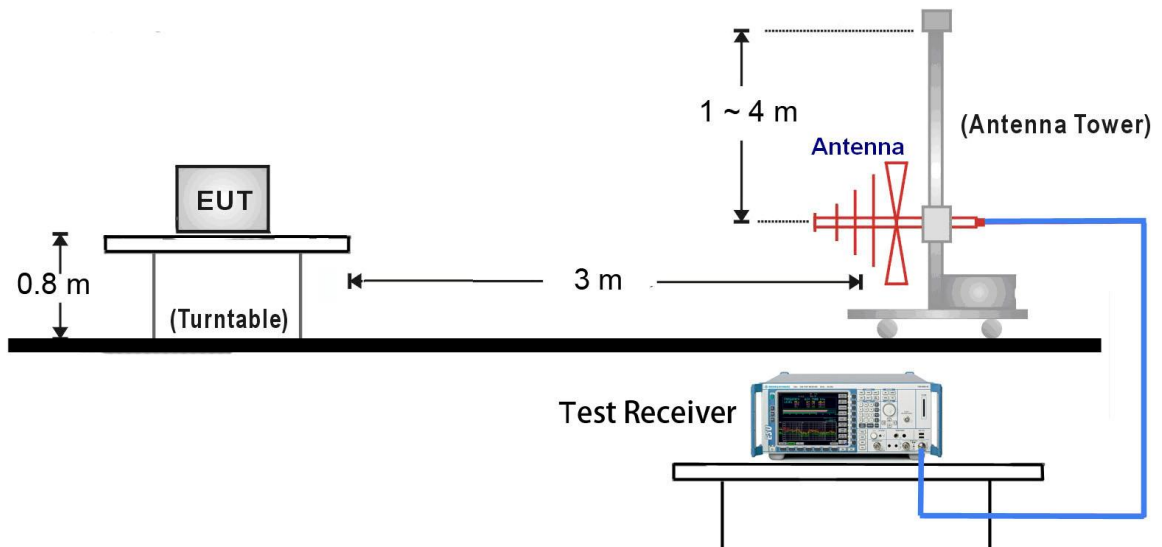 1 ~ 4 m
(Antenna Tower)
Antenna
EUT
0.8 m
3 m
(Turntable)
Test Receiver